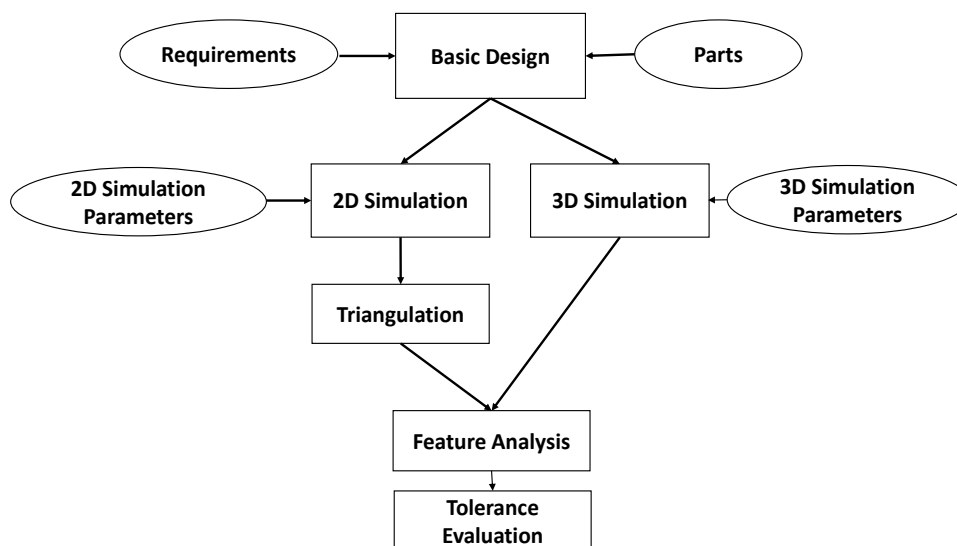 Requirements
Basic Design
Parts
2D Simulation
Parameters
2D Simulation
3D Simulation
3D Simulation
Parameters
Triangulation
Feature Analysis
Tolerance
Evaluation